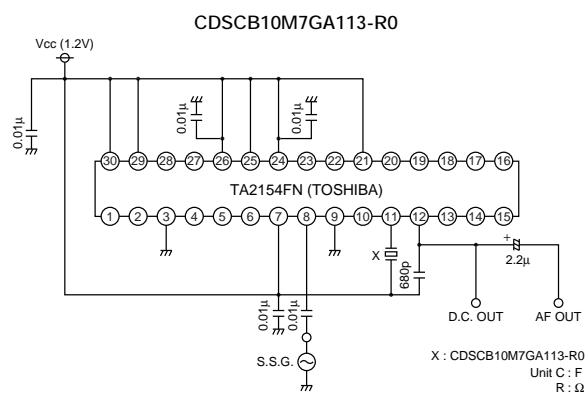 CDSCB10M7GA113-R0
Vcc (1.2V)
0.01µ
0.01µ
0.01µ
30 29 28 27 26 25 24 23 22 21 20 19 18 17 16
TA2154FN (TOSHIBA)
1 2 3 4 5 6 7 8 9 10 11 12 13 14 15
X
680p
+
2.2µ
0.01µ
0.01µ
D.C. OUT
AF OUT
S.S.G.
X : CDSCB10M7GA113-R0
Unit C : F
R : Ω